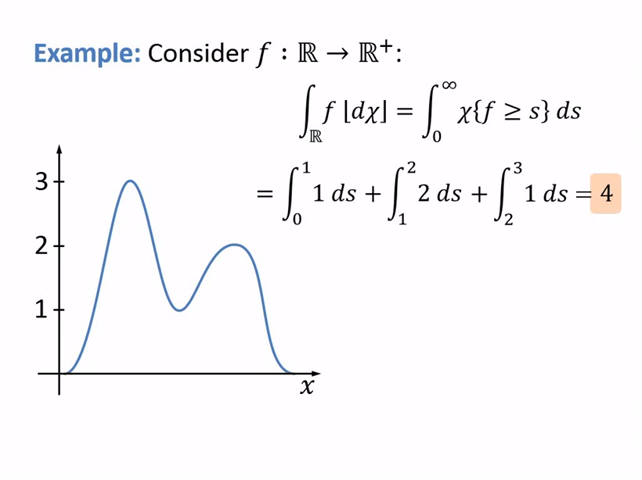 Example: Consider f : ℝ → ℝ⁺:
∫_ℝ f ⌊dχ⌋ = ∫₀^∞ χ{f ≥ s} ds
= ∫₀¹ 1 ds + ∫₁² 2 ds + ∫₂³ 1 ds = 4
3
2
1
x